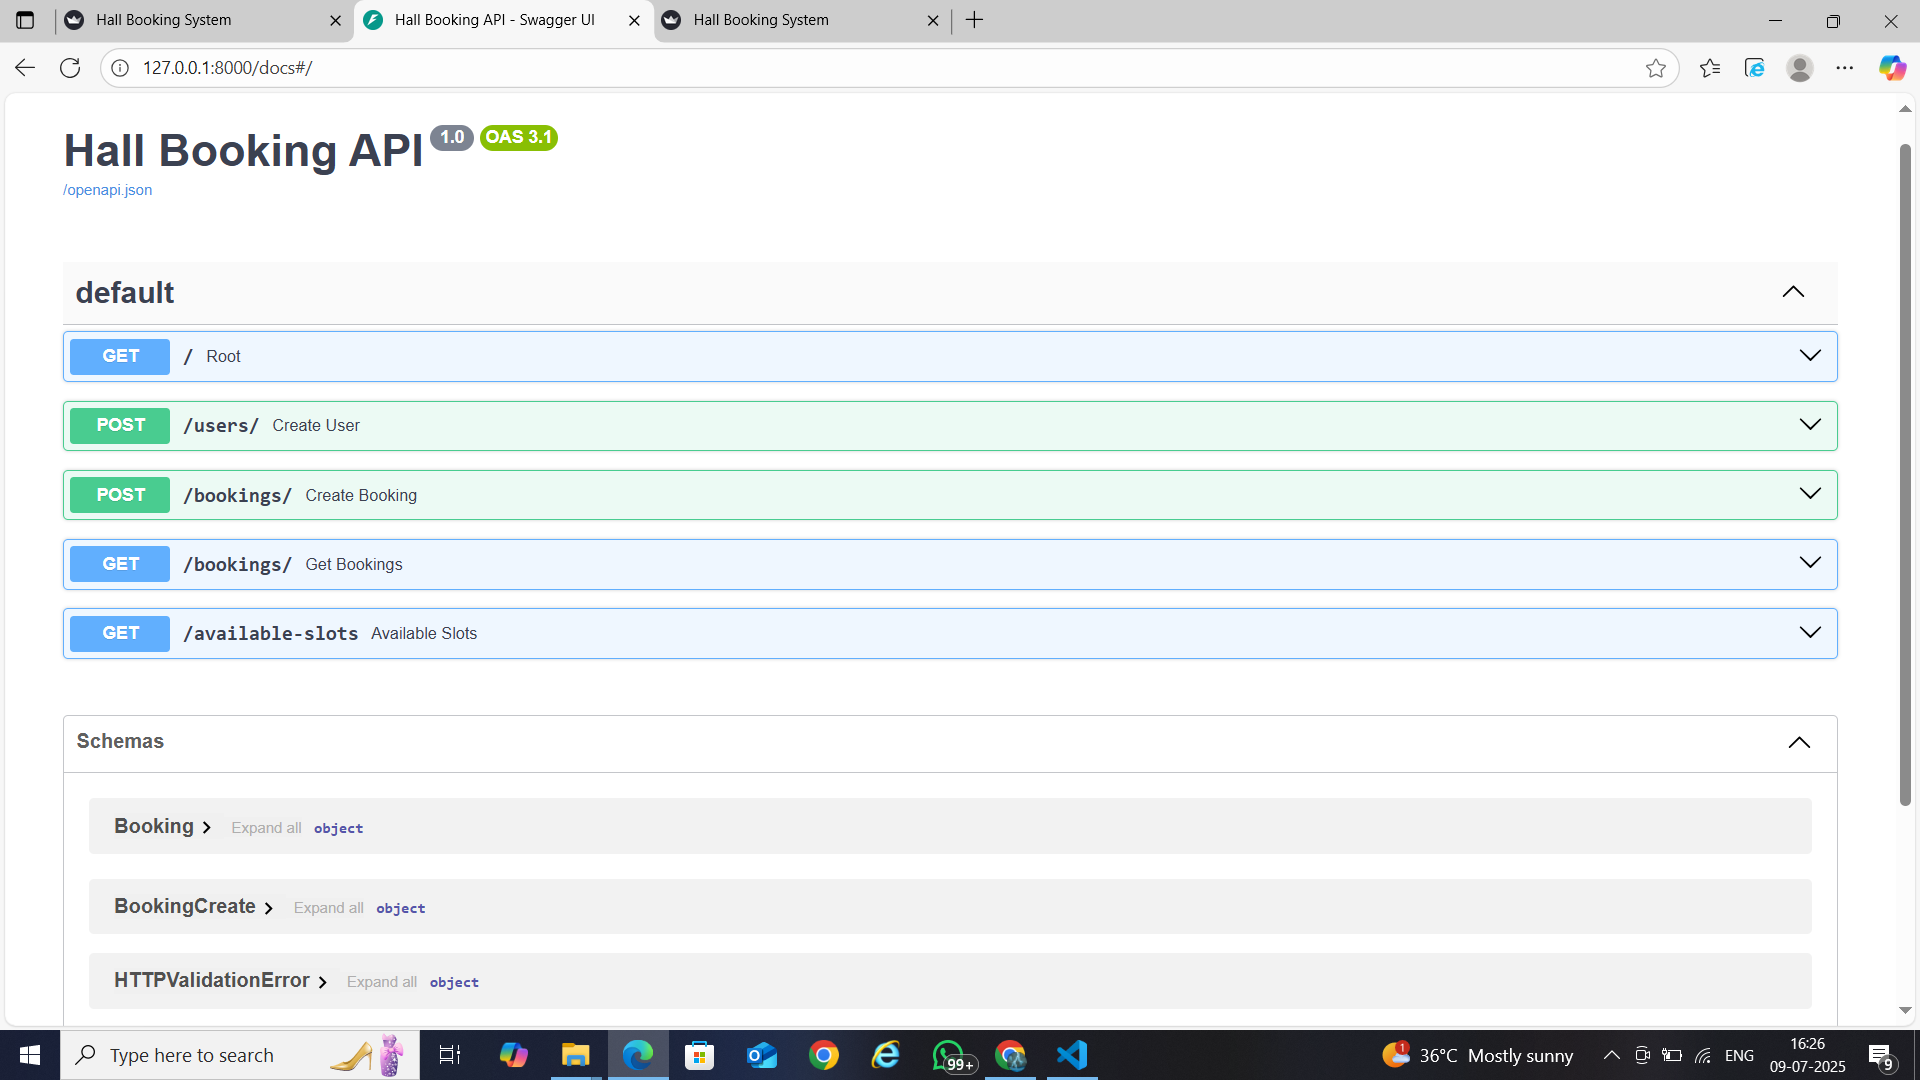 Hall Booking System
Hall Booking API - Swagger UI
Hall Booking System
127.0.0.1:8000/docs#/
Hall Booking API 1.0 OAS 3.1
/openapi.json
default
GET / Root
POST /users/ Create User
POST /bookings/ Create Booking
GET /bookings/ Get Bookings
GET /available-slots Available Slots
Schemas
Booking Expand all object
BookingCreate Expand all object
HTTPValidationError Expand all object
Type here to search
99+
1
36°C Mostly sunny
ENG
16:26
09-07-2025
9